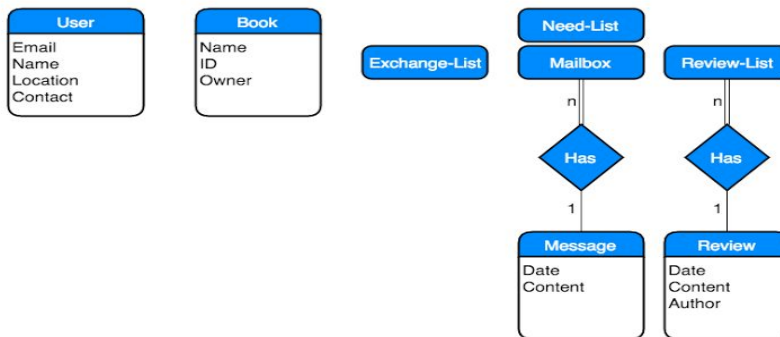 User
Email
Name
Location
Contact
Book
Name
ID
Owner
Exchange-List
Need-List
Mailbox
n
Has
1
Message
Date
Content
Review-List
n
Has
1
Review
Date
Content
Author